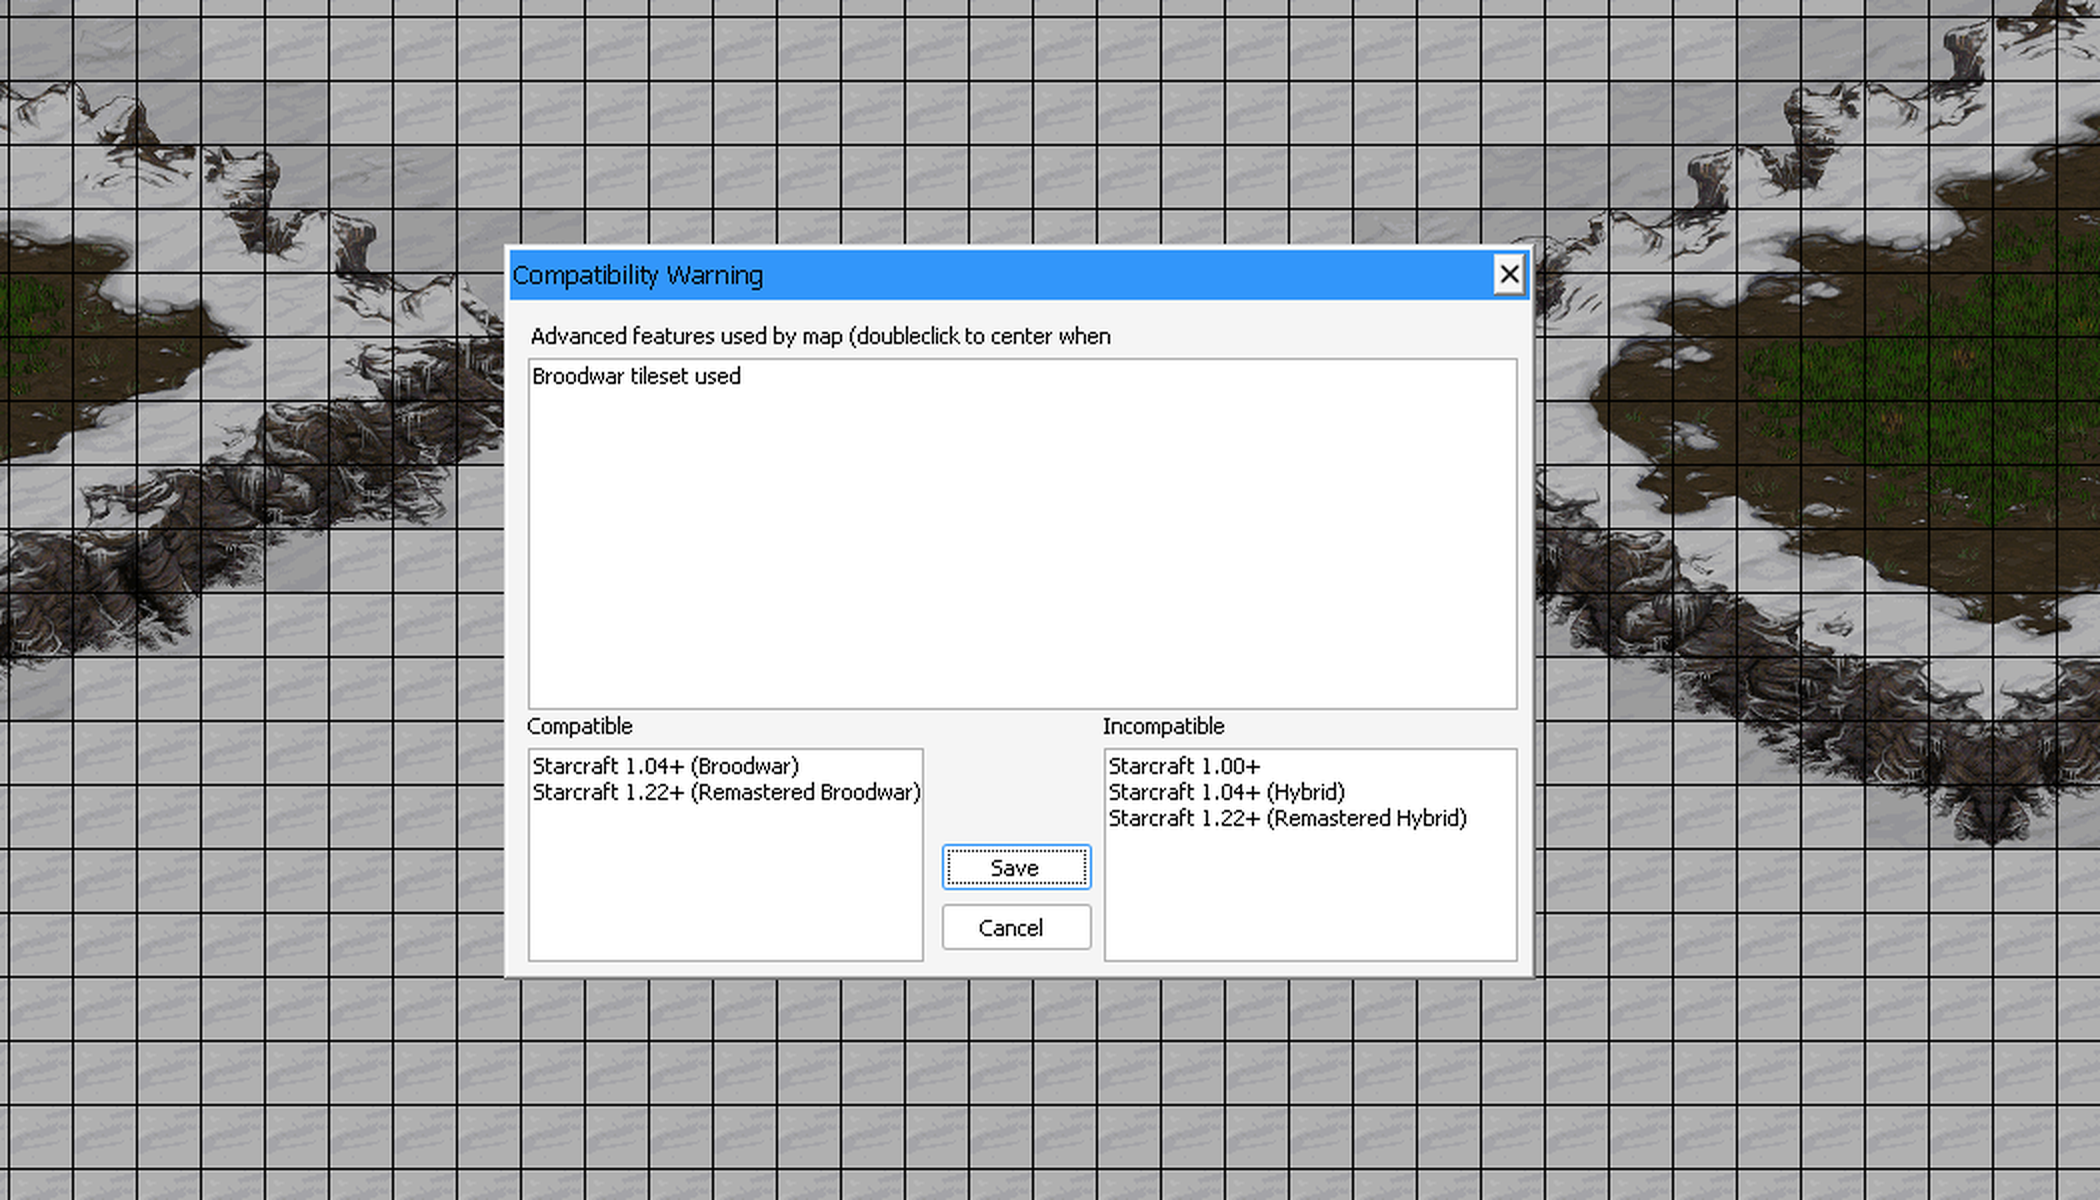 Compatibility Warning
Advanced features used by map (doubleclick to center when
Broodwar tileset used
Compatible
Incompatible
Starcraft 1.04+ (Broodwar)
Starcraft 1.22+ (Remastered Broodwar)
Starcraft 1.00+
Starcraft 1.04+ (Hybrid)
Starcraft 1.22+ (Remastered Hybrid)
Save
Cancel